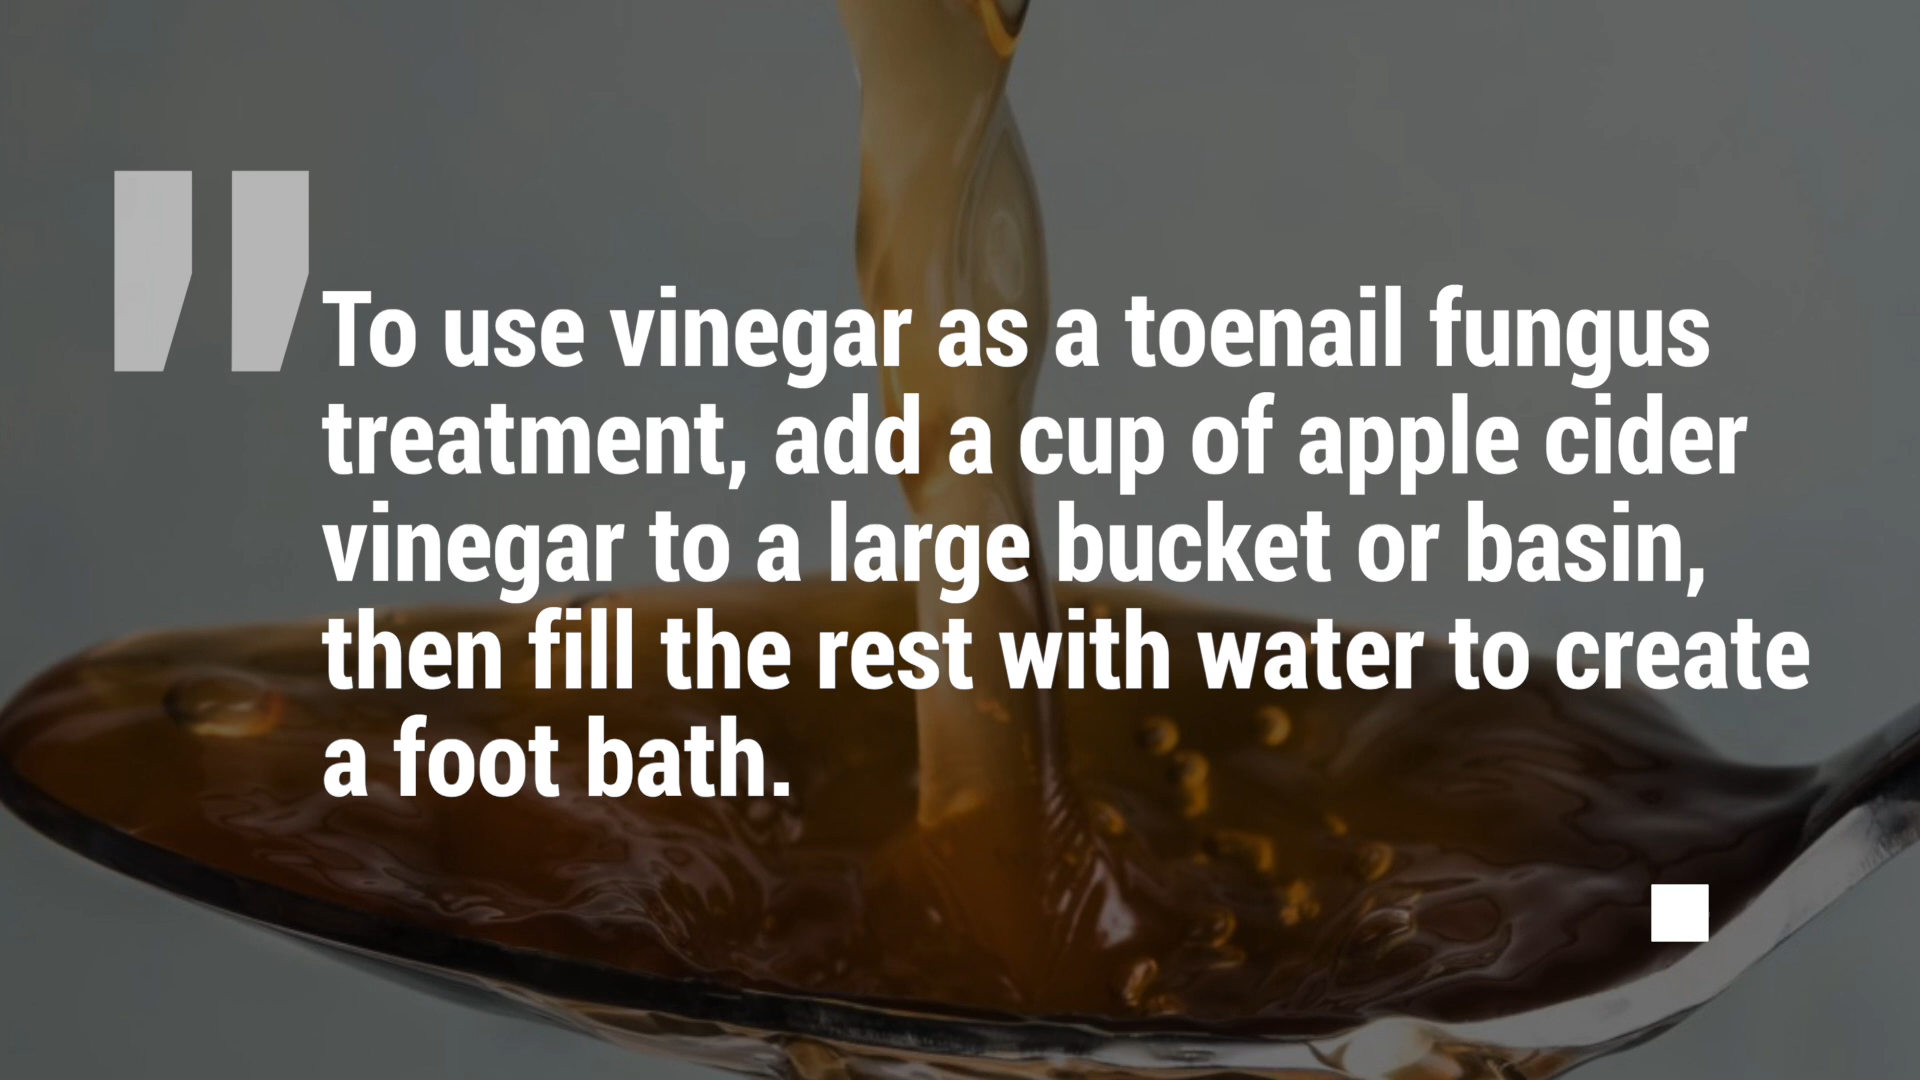 "To use vinegar as a toenail fungus
treatment, add a cup of apple cider
vinegar to a large bucket or basin,
then fill the rest with water to create
a foot bath.